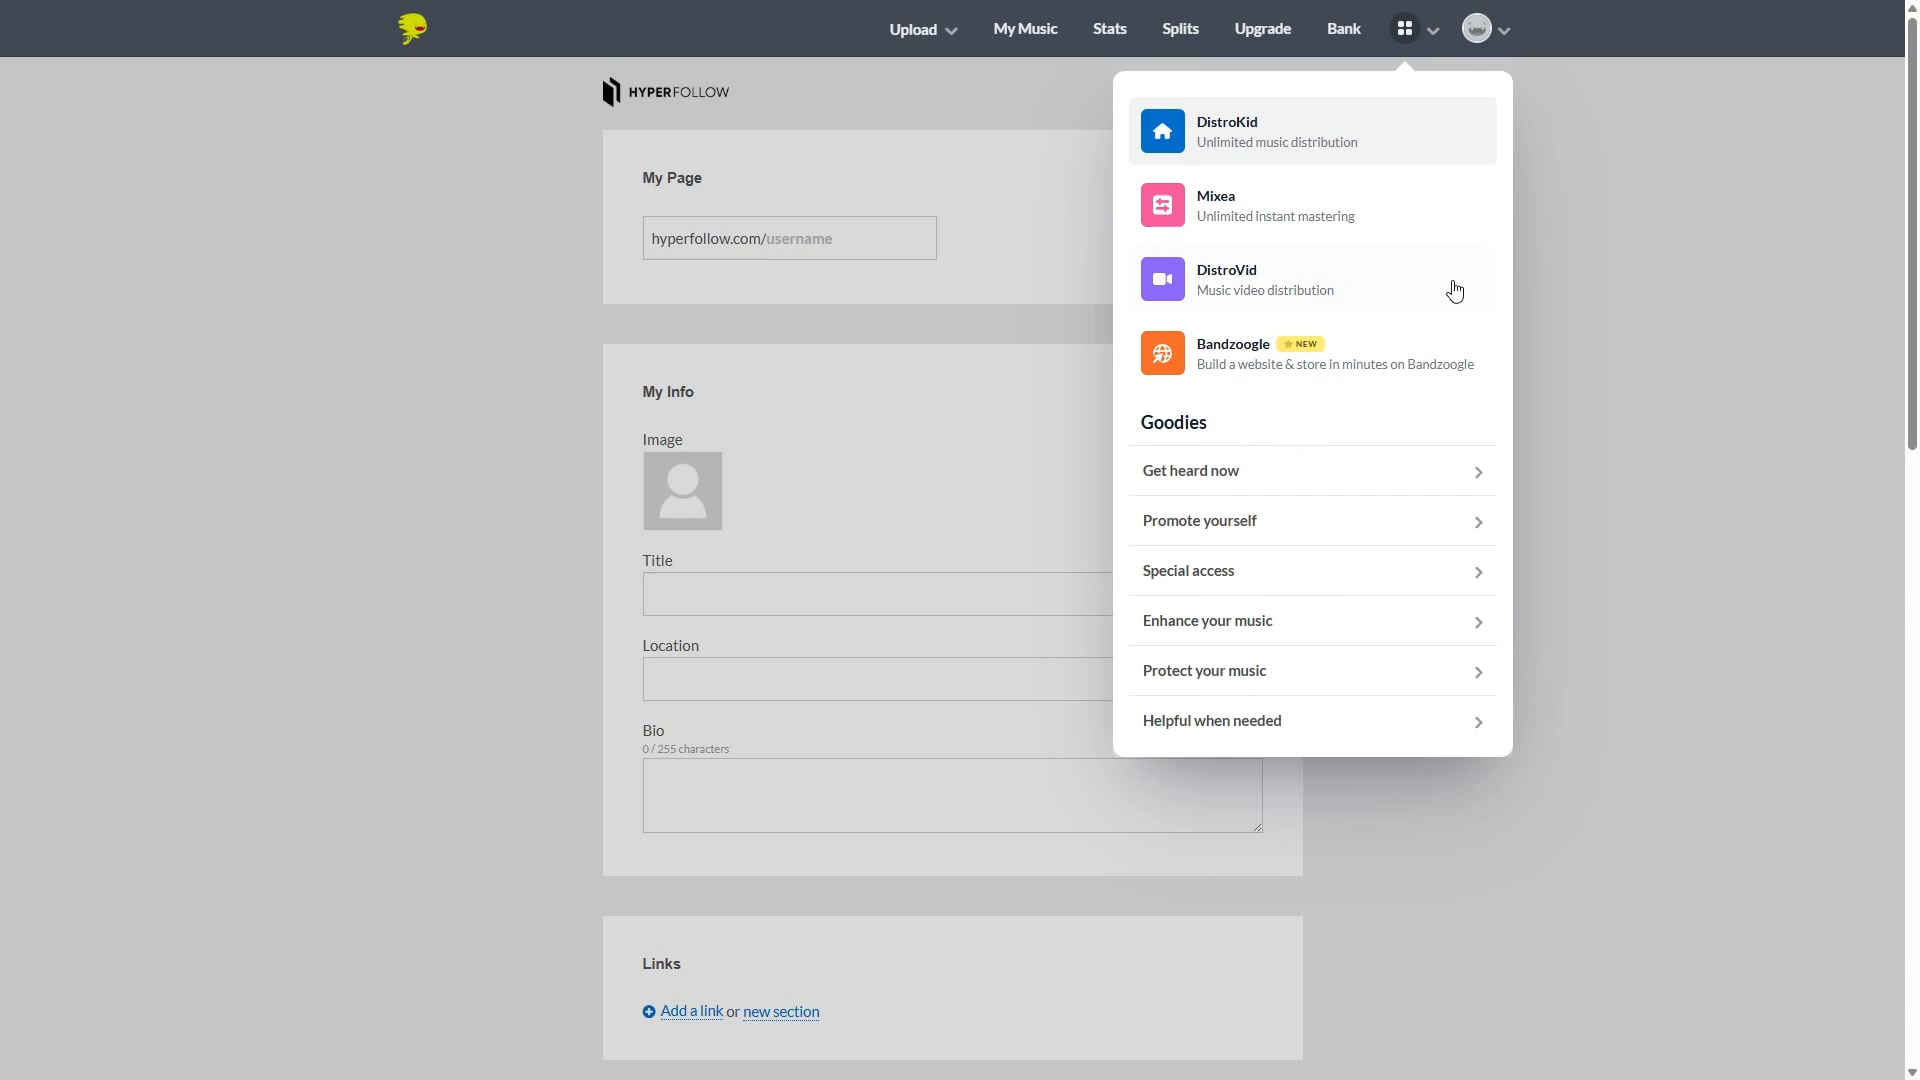 Upload
My Music
Stats
Splits
Upgrade
Bank
HYPERFOLLOW
My Page
hyperfollow.com/username
My Info
Image
Title
Location
Bio
0 / 255 characters
Links
Add a link or new section
DistroKid
Unlimited music distribution
Mixea
Unlimited instant mastering
DistroVid
Music video distribution
Bandzoogle NEW
Build a website & store in minutes on Bandzoogle
Goodies
Get heard now
Promote yourself
Special access
Enhance your music
Protect your music
Helpful when needed